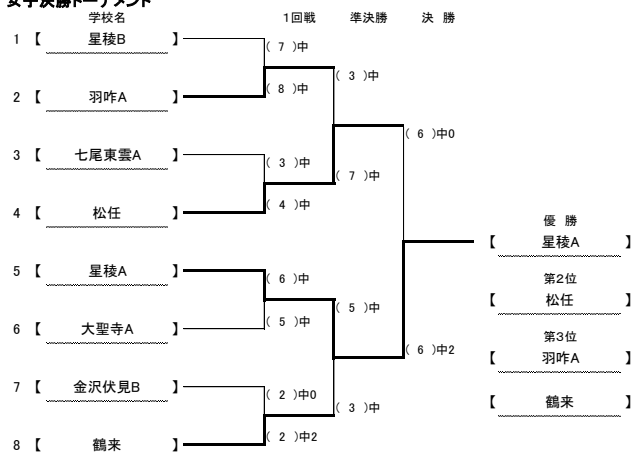 女子決勝トーナメント
学校名 1回戦 準決勝 決 勝
1 【 星稜B 】
( 7 )中
( 3 )中
2 【 羽咋A 】 ( 8 )中
( 6 )中0
3 【 七尾東雲A 】 ( 3 )中
( 7 )中
4 【 松任 】 ( 4 )中
優 勝
【 星稜A 】
5 【 星稜A 】 ( 6 )中
第2位
【 松任 】
( 5 )中
6 【 大聖寺A 】 ( 5 )中
第3位
( 6 )中2
【 羽咋A 】
7 【 金沢伏見B 】 ( 2 )中0
( 3 )中
【 鶴来 】
8 【 鶴来 】 ( 2 )中2